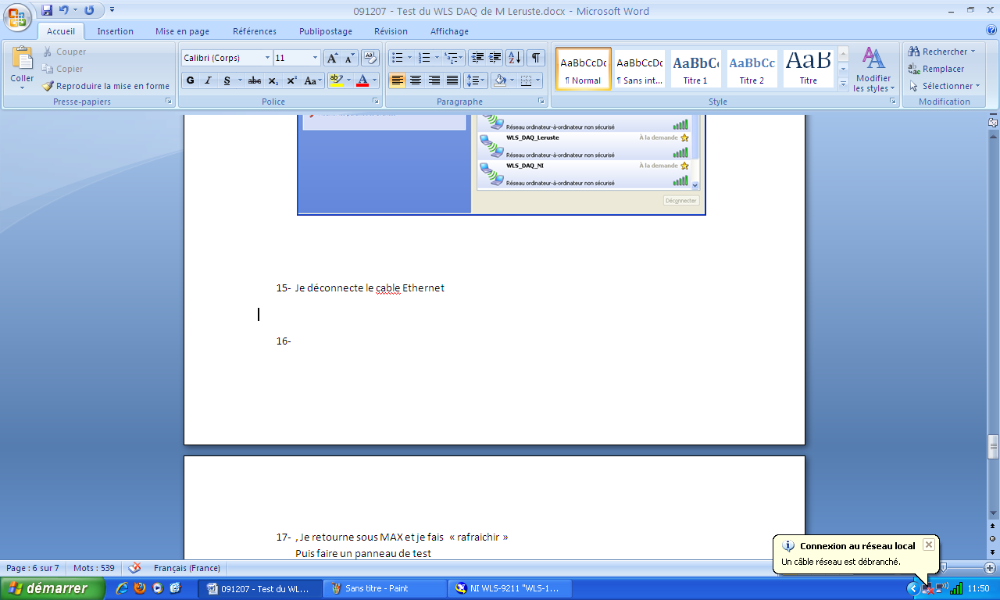 091207 - Test du WLS DAQ de M Leruste.docx - Microsoft Word
Accueil Insertion Mise en page Références Publipostage Révision Affichage
Coller
Couper
Copier
Reproduire la mise en forme
Presse-papiers
Calibri (Corps) 11
G I S abc X₂ X² Aa
Police
Paragraphe
AaBbCcDc AaBbCcDc AaBbC AaBbCc AaB
¶ Normal ¶ Sans int... Titre 1 Titre 2 Titre
Style
Modifier
les styles
Rechercher
Remplacer
Sélectionner
Modification
Réseau ordinateur-à-ordinateur non sécurisé
WLS_DAQ_Leruste À la demande
Réseau ordinateur-à-ordinateur non sécurisé
WLS_DAQ_NI À la demande
Réseau ordinateur-à-ordinateur non sécurisé
Déconnecter
15- Je déconnecte le cable Ethernet
16-
17- , Je retourne sous MAX et je fais « rafraichir »
Puis faire un panneau de test
Connexion au réseau local
Un câble réseau est débranché.
Page : 6 sur 7 Mots : 539 Français (France)
démarrer 091207 - Test du WL... Sans titre - Paint NI WLS-9211 "WLS-1... 11:50